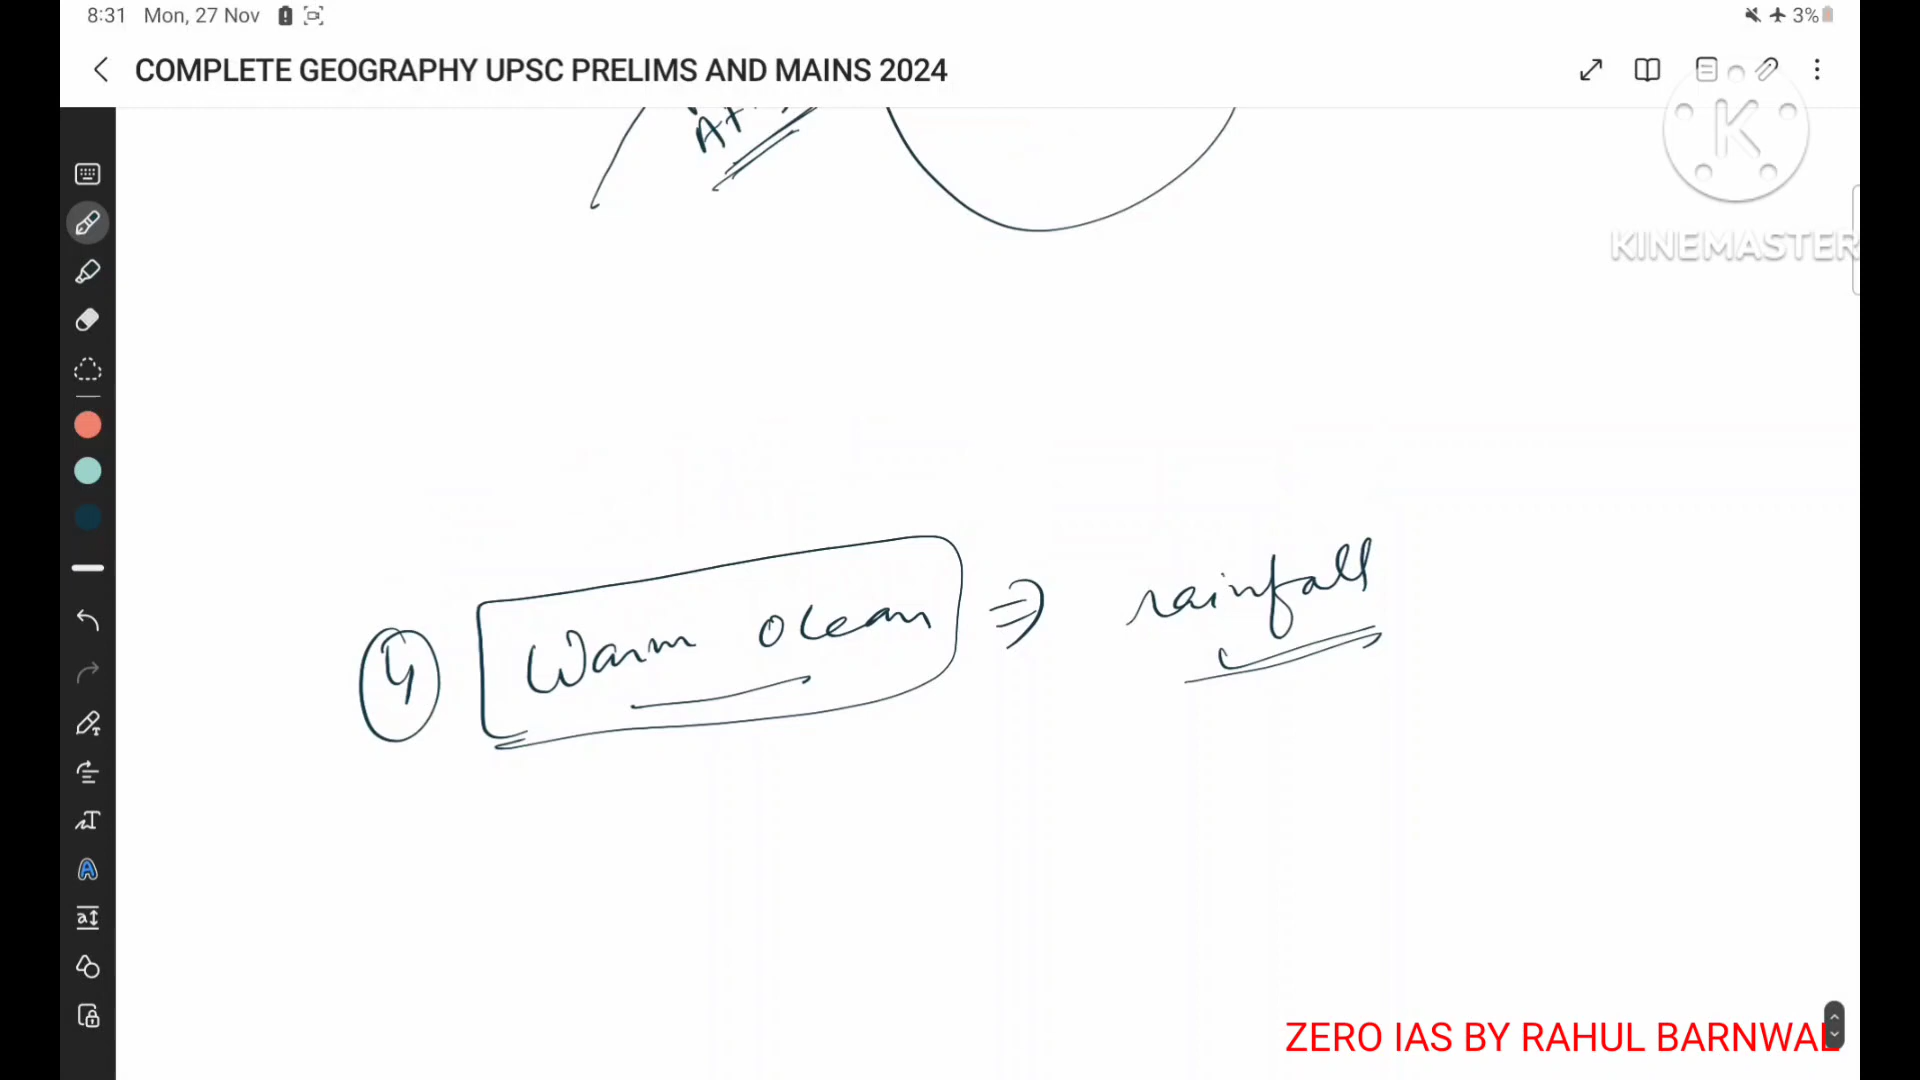 8:31 Mon, 27 Nov 3%
COMPLETE GEOGRAPHY UPSC PRELIMS AND MAINS 2024
K
KINEMASTER
④ Warm Ocean ⇒ rainfall
ZERO IAS BY RAHUL BARNWAL